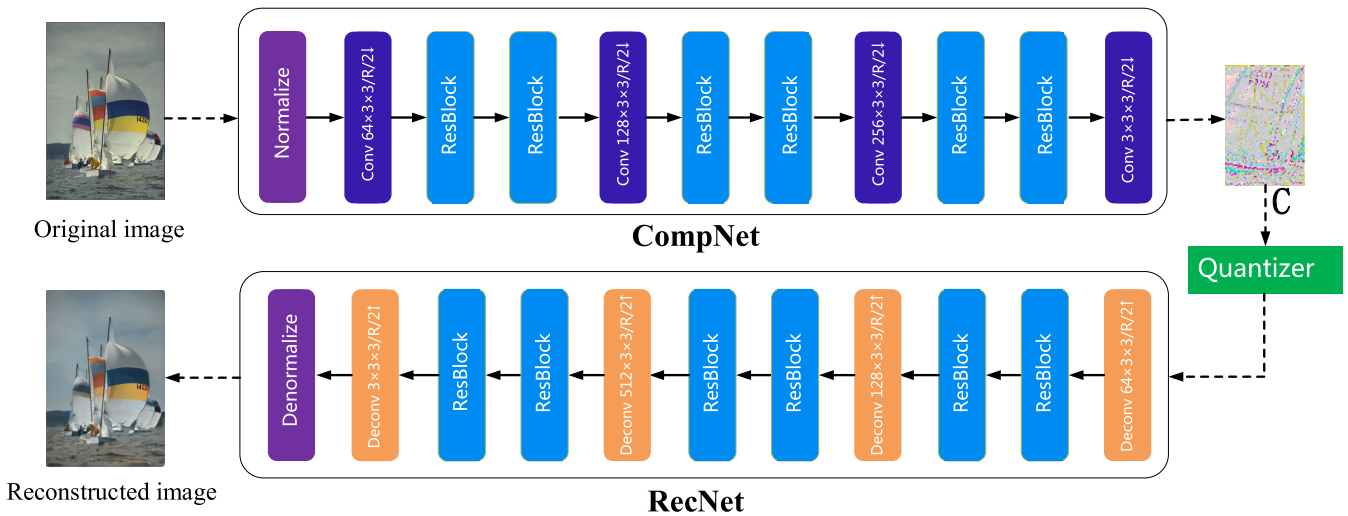 Normalize
Conv 64×3×3/R/2↓
ResBlock
ResBlock
Conv 128×3×3/R/2↓
ResBlock
ResBlock
Conv 256×3×3/R/2↓
ResBlock
ResBlock
Conv 3×3×3/R/2↓
Original image
CompNet
C
Quantizer
Denormalize
Deconv 3×3×3/R/2↑
ResBlock
ResBlock
Deconv 512×3×3/R/2↑
ResBlock
ResBlock
Deconv 128×3×3/R/2↑
ResBlock
ResBlock
Deconv 64×3×3/R/2↑
Reconstructed image
RecNet